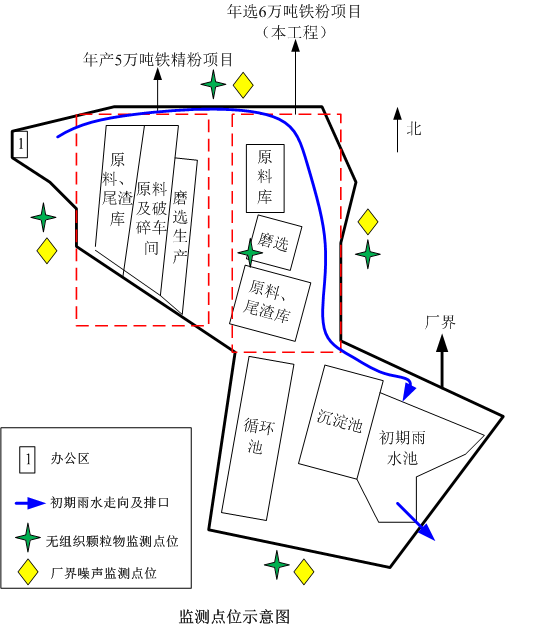 年选6万吨铁粉项目
（本工程）
年产5万吨铁精粉项目
北
1
原
料、
尾渣
库
原料
及破
碎车
间
磨
选
生
产
原
料
库
磨选
原料、
尾渣库
厂界
循环
池
沉淀池
初期雨
水池
1 办公区
初期雨水走向及排口
无组织颗粒物监测点位
厂界噪声监测点位
监测点位示意图